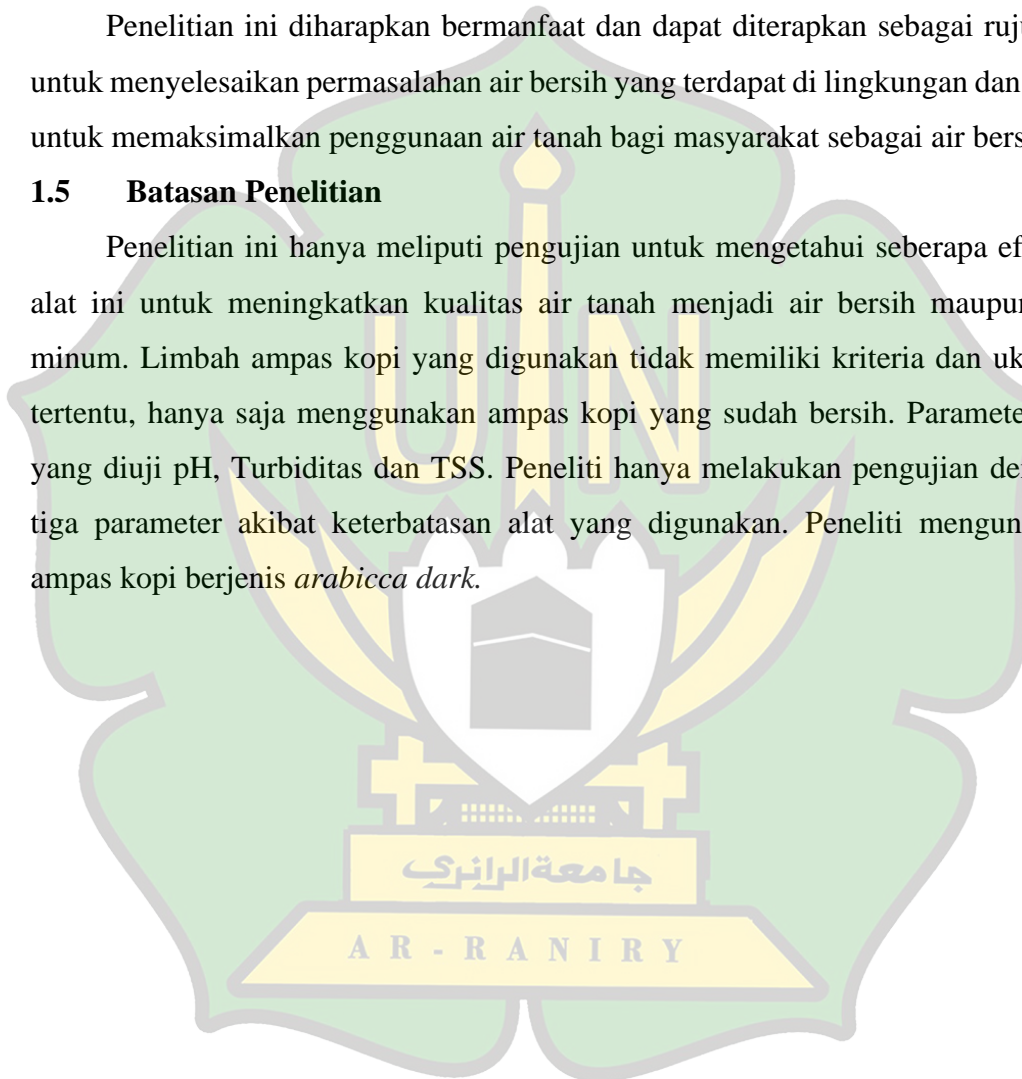 Penelitian ini diharapkan bermanfaat dan dapat diterapkan sebagai ruju
untuk menyelesaikan permasalahan air bersih yang terdapat di lingkungan dan
untuk memaksimalkan penggunaan air tanah bagi masyarakat sebagai air bers
1.5 Batasan Penelitian
Penelitian ini hanya meliputi pengujian untuk mengetahui seberapa ef
alat ini untuk meningkatkan kualitas air tanah menjadi air bersih maupu
minum. Limbah ampas kopi yang digunakan tidak memiliki kriteria dan uk
tertentu, hanya saja menggunakan ampas kopi yang sudah bersih. Paramete
yang diuji pH, Turbiditas dan TSS. Peneliti hanya melakukan pengujian de
tiga parameter akibat keterbatasan alat yang digunakan. Peneliti mengun
ampas kopi berjenis arabicca dark.
UIN
جامعةالرانري
AR-RANIRY